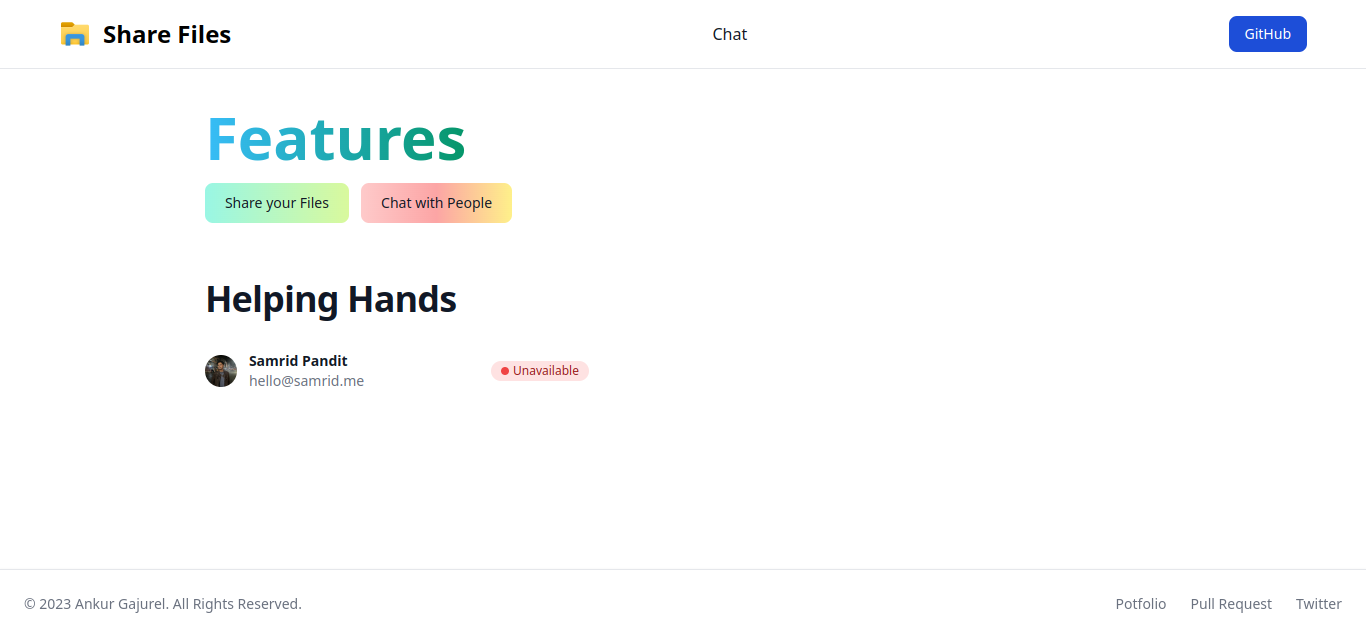 Share Files
Chat
GitHub
Features
Share your Files
Chat with People
Helping Hands
Samrid Pandit
hello@samrid.me
Unavailable
© 2023 Ankur Gajurel. All Rights Reserved.
Potfolio
Pull Request
Twitter